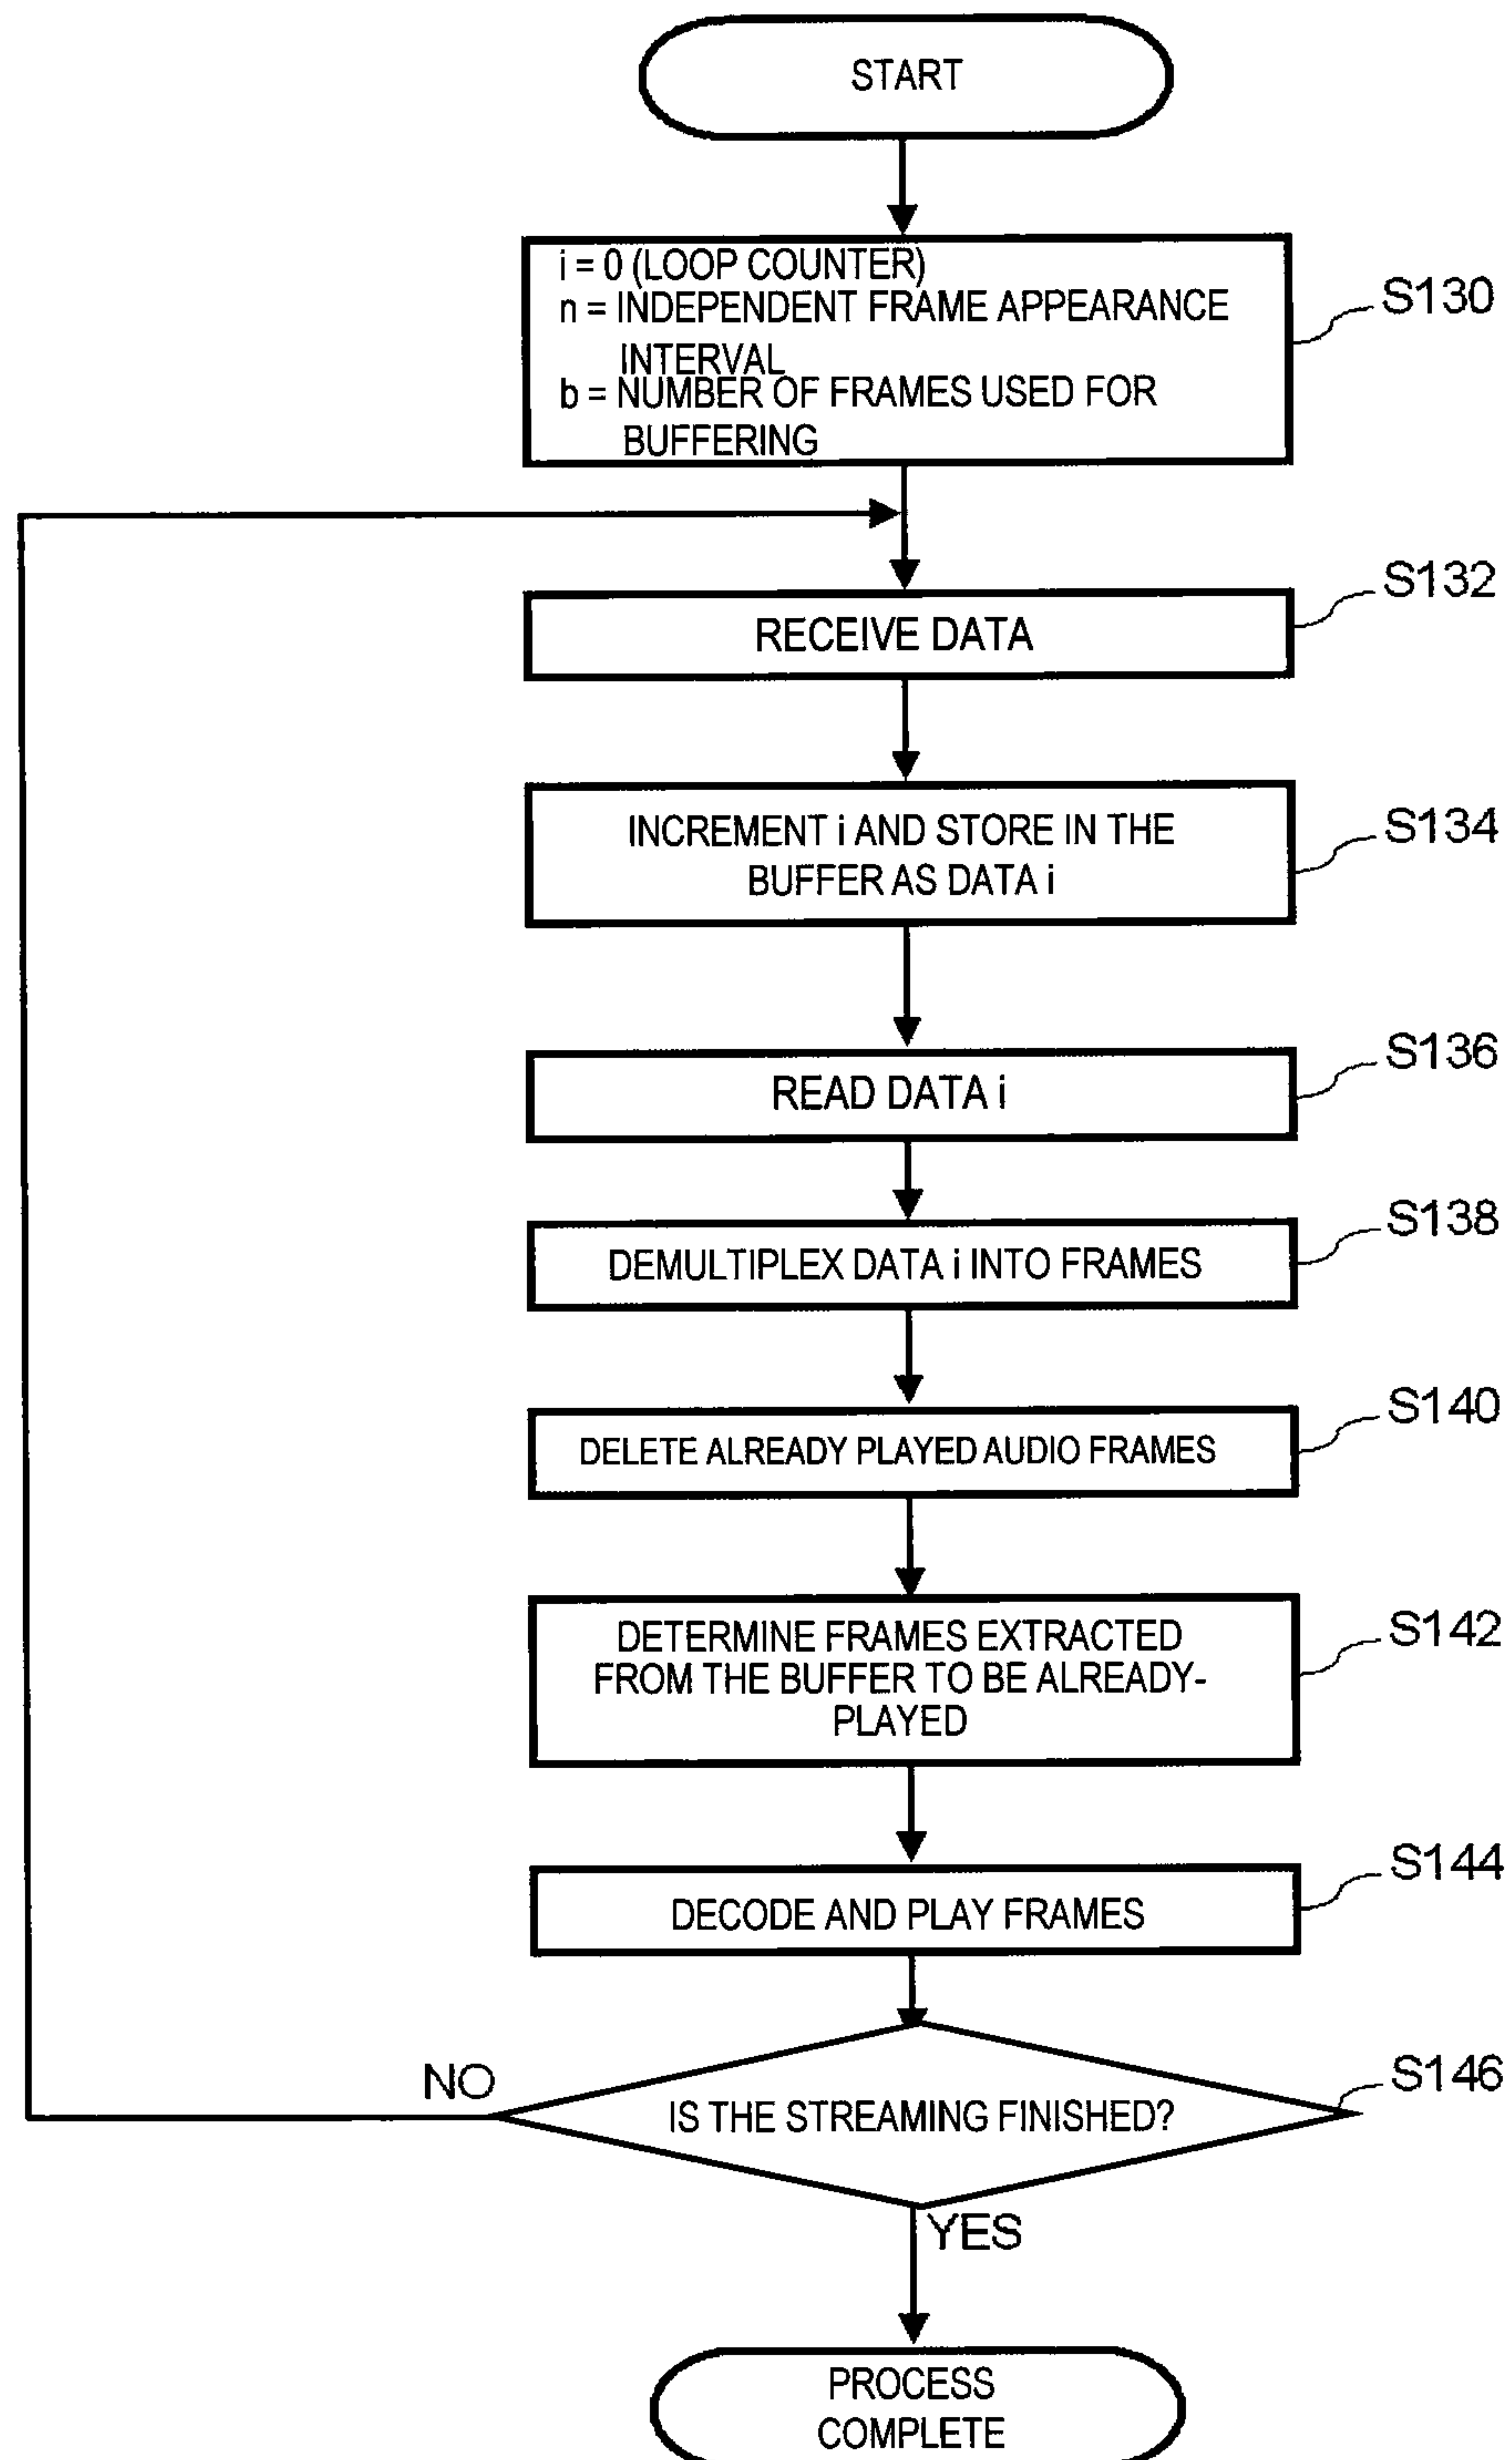 START
i = 0 (LOOP COUNTER)
n = INDEPENDENT FRAME APPEARANCE
INTERVAL
b = NUMBER OF FRAMES USED FOR
BUFFERING
S130
RECEIVE DATA
S132
INCREMENT i AND STORE IN THE
BUFFER AS DATA i
S134
READ DATA i
S136
DEMULTIPLEX DATA i INTO FRAMES
S138
DELETE ALREADY PLAYED AUDIO FRAMES
S140
DETERMINE FRAMES EXTRACTED
FROM THE BUFFER TO BE ALREADY-
PLAYED
S142
DECODE AND PLAY FRAMES
S144
NO
IS THE STREAMING FINISHED?
S146
YES
PROCESS
COMPLETE